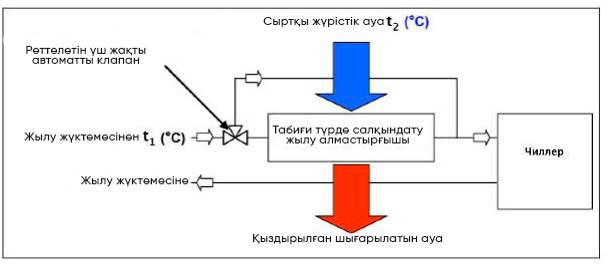 Сыртқы жүрістік ауа t₂ (°C)
Реттелетін үш жақты
автоматты клапан
Жылу жүктемесінен t₁ (°C)
Табиғи түрде салқындату
жылу алмастырғышы
Чиллер
Жылу жүктемесіне
Қыздырылған шығарылатын ауа